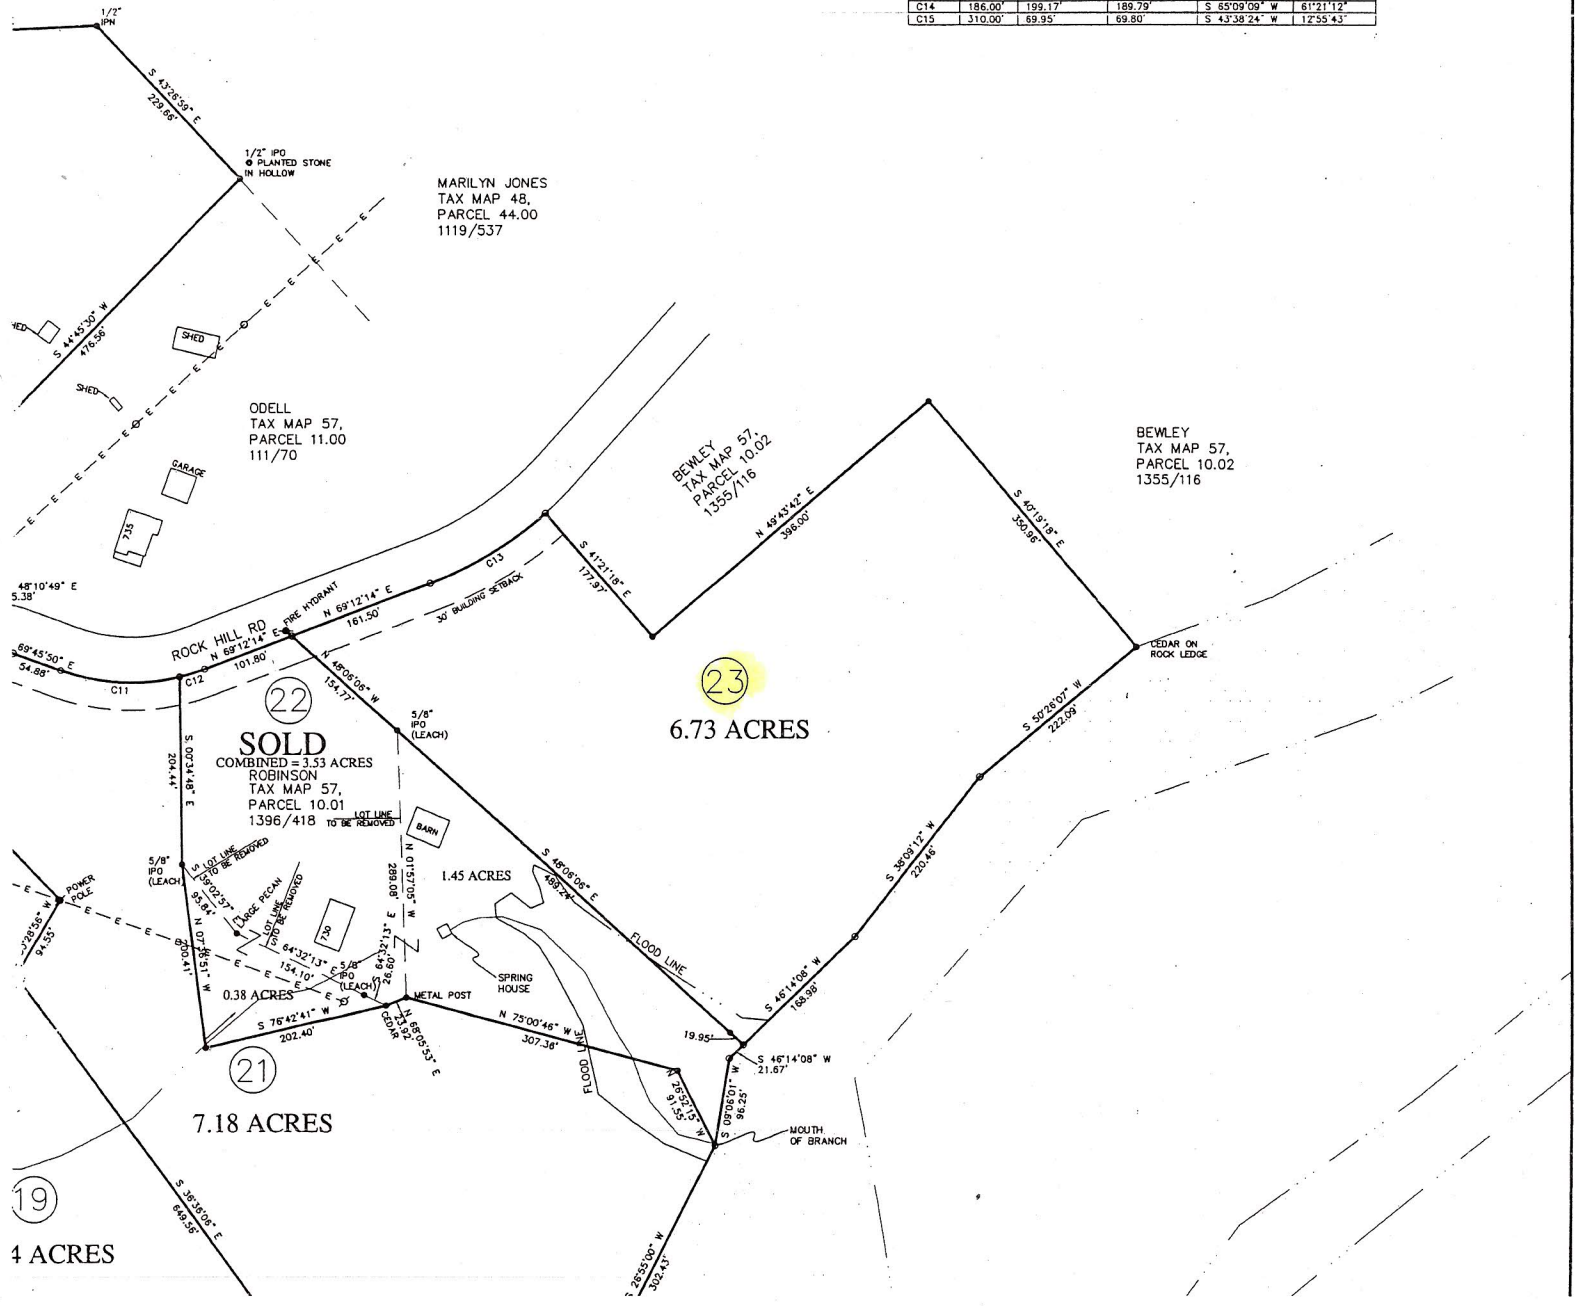 C14 186.00' 199.17' 189.79' S 65°09'09" W 61°21'12"
C15 310.00' 69.95' 69.80' S 43°38'24" W 12°55'43"
1/2"
IPN
S 43°26'59" E
229.66'
1/2" IPO
@ PLANTED STONE
IN HOLLOW
MARILYN JONES
TAX MAP 48,
PARCEL 44.00
1119/537
S 44°45'30" W
476.56'
SHED
SHED
ODELL
TAX MAP 57,
PARCEL 11.00
111/70
GARAGE
735
BEWLEY
TAX MAP 57,
PARCEL 10.02
1355/116
BEWLEY
TAX MAP 57,
PARCEL 10.02
1355/116
N 49°43'42" E
396.00'
S 40°19'18" E
350.96'
S 41°21'18" E
177.97'
C13
30' BUILDING SETBACK
48°10'49" E
5.38'
FIRE HYDRANT
N 69°12'14" E
161.50'
ROCK HILL RD
N 69°12'14" E
101.80'
69°45'50" E
54.88'
C11
C12
N 48°06'06" W
154.77'
CEDAR ON
ROCK LEDGE
22
23
6.73 ACRES
5/8"
IPO
(LEACH)
SOLD
COMBINED = 3.53 ACRES
ROBINSON
TAX MAP 57,
PARCEL 10.01
1396/418
LOT LINE
TO BE REMOVED
S 00°34'48" E
204.44'
S 50°26'07" W
222.09'
BARN
5/8"
IPO
(LEACH)
LOT LINE
TO BE REMOVED
S 39°02'57" E
95.84'
LARGE PECAN
LOT LINE
TO BE REMOVED
N 01°57'05" W
289.08'
1.45 ACRES
S 48°06'06" E
489.24'
S 38°09'12" W
220.46'
POWER
POLE
28'56" W
94.55'
730
64°32'13" E
154.10'
5/8"
IPO
(LEACH)
S 64°32'13" E
26.60'
FLOOD LINE
SPRING
HOUSE
METAL POST
0.38 ACRES
S 76°42'41" W
202.40'
CEDAR
N 68°05'53" E
23.92'
N 75°00'46" W
307.36'
FLOOD LINE
S 46°14'08" W
168.98'
19.95'
S 46°14'08" W
21.67'
N 26°52'15" W
91.55'
S 09°06'01" W
96.25'
MOUTH
OF BRANCH
21
7.18 ACRES
19
4 ACRES
S 36°36'06" E
649.56'
S 26°55'00" W
302.43'